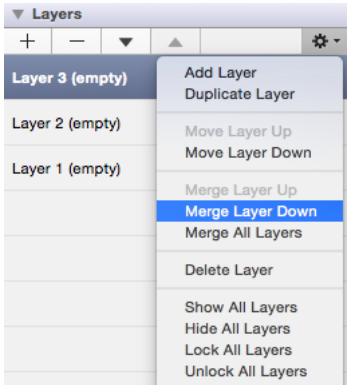 Layers
Layer 3 (empty)
Layer 2 (empty)
Layer 1 (empty)
Add Layer
Duplicate Layer
Move Layer Up
Move Layer Down
Merge Layer Up
Merge Layer Down
Merge All Layers
Delete Layer
Show All Layers
Hide All Layers
Lock All Layers
Unlock All Layers